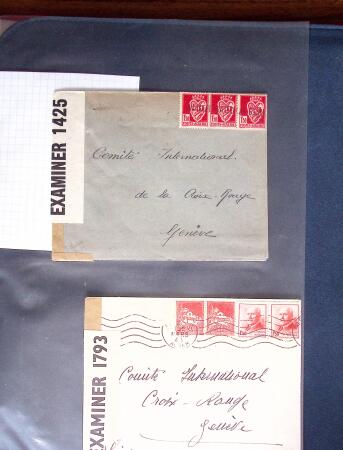 EXAMINER 1425
Comité International
de la Croix-Rouge
Genève
EXAMINER 1793
Comité International
Croix-Rouge
Genève